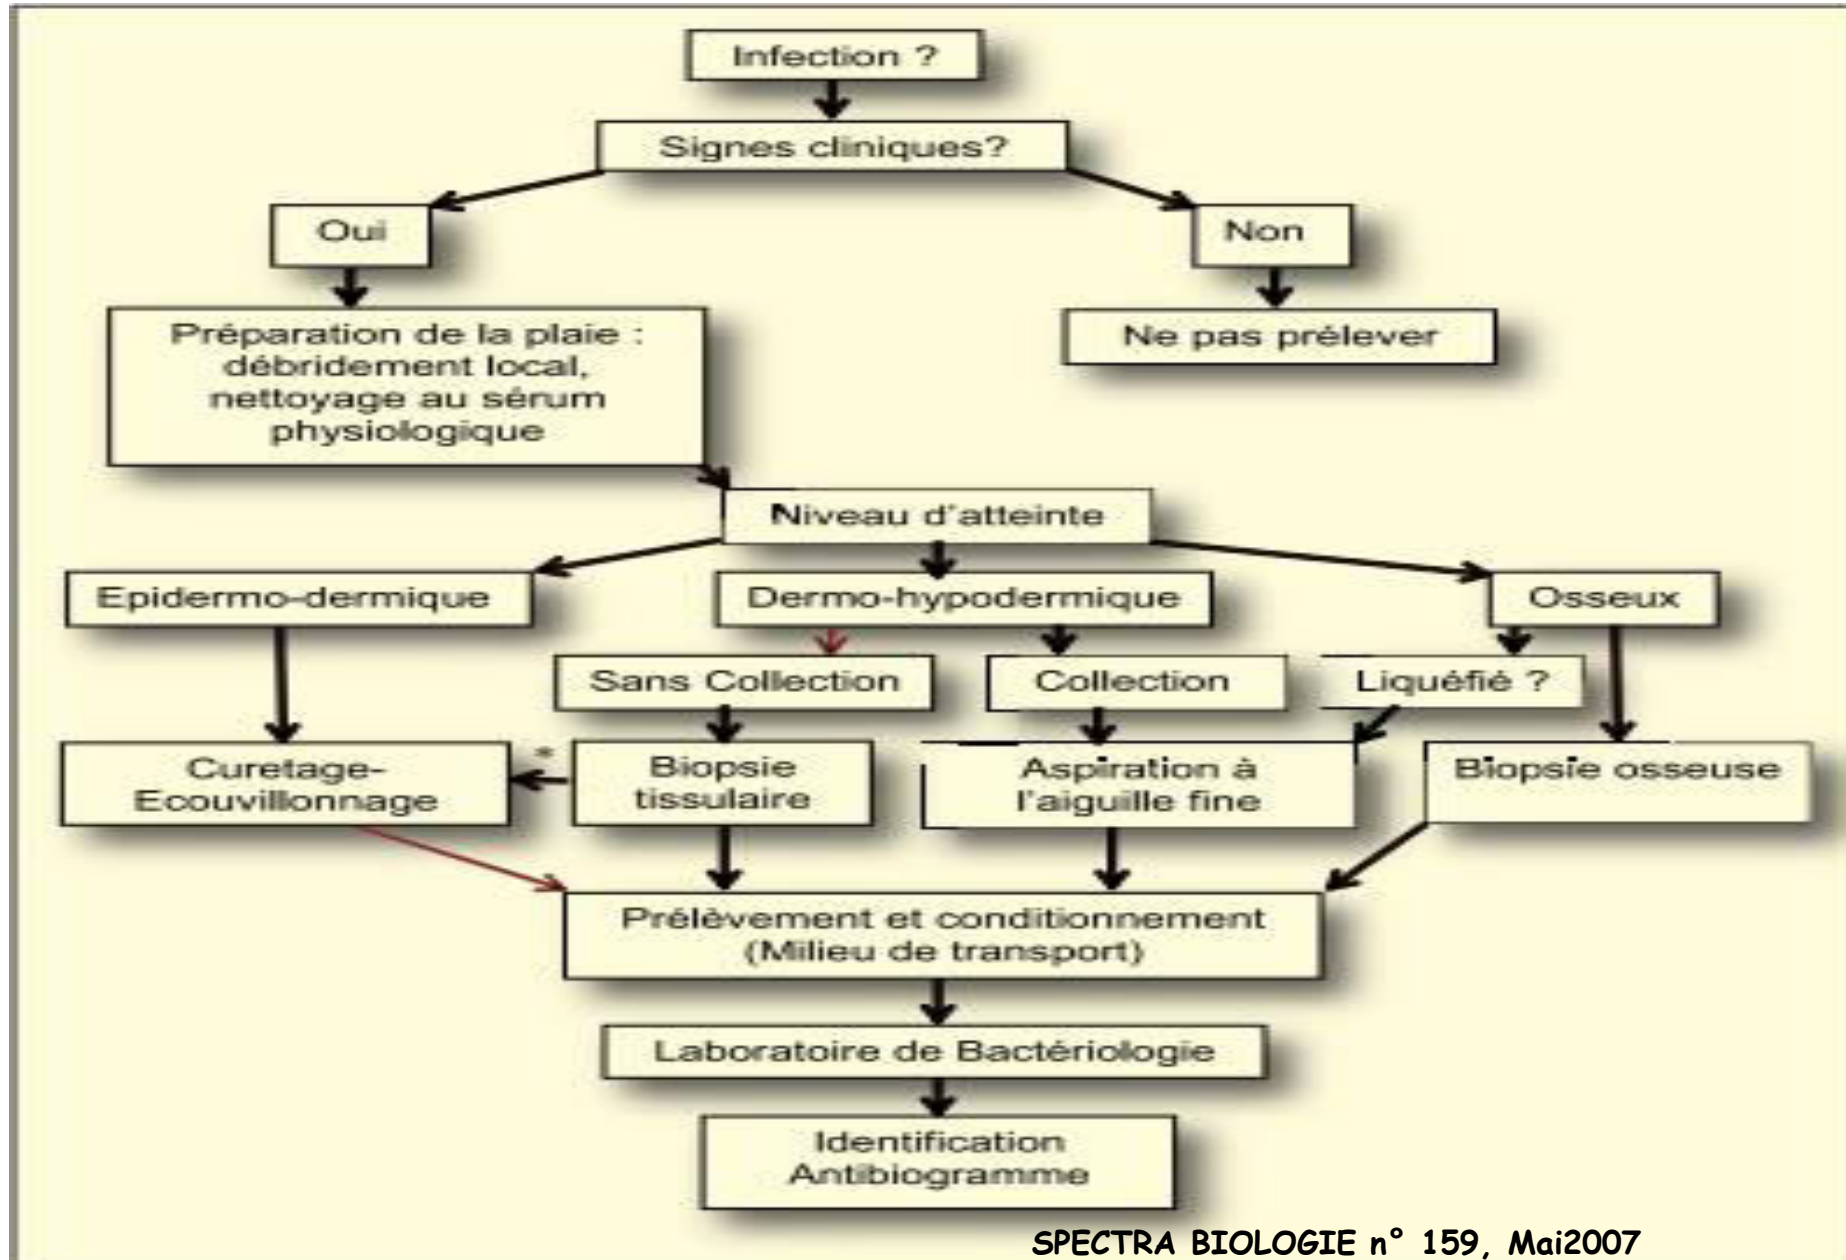 Infection ?
Signes cliniques?
Oui
Non
Préparation de la plaie :
débridement local,
nettoyage au sérum
physiologique
Ne pas prélever
Niveau d'atteinte
Epidermo-dermique
Dermo-hypodermique
Osseux
Sans Collection
Collection
Liquéfié ?
Curetage-
Ecouvillonnage
*
Biopsie
tissulaire
Aspiration à
l'aiguille fine
Biopsie osseuse
Prélèvement et conditionnement
(Milieu de transport)
Laboratoire de Bactériologie
Identification
Antibiogramme
SPECTRA BIOLOGIE n° 159, Mai2007